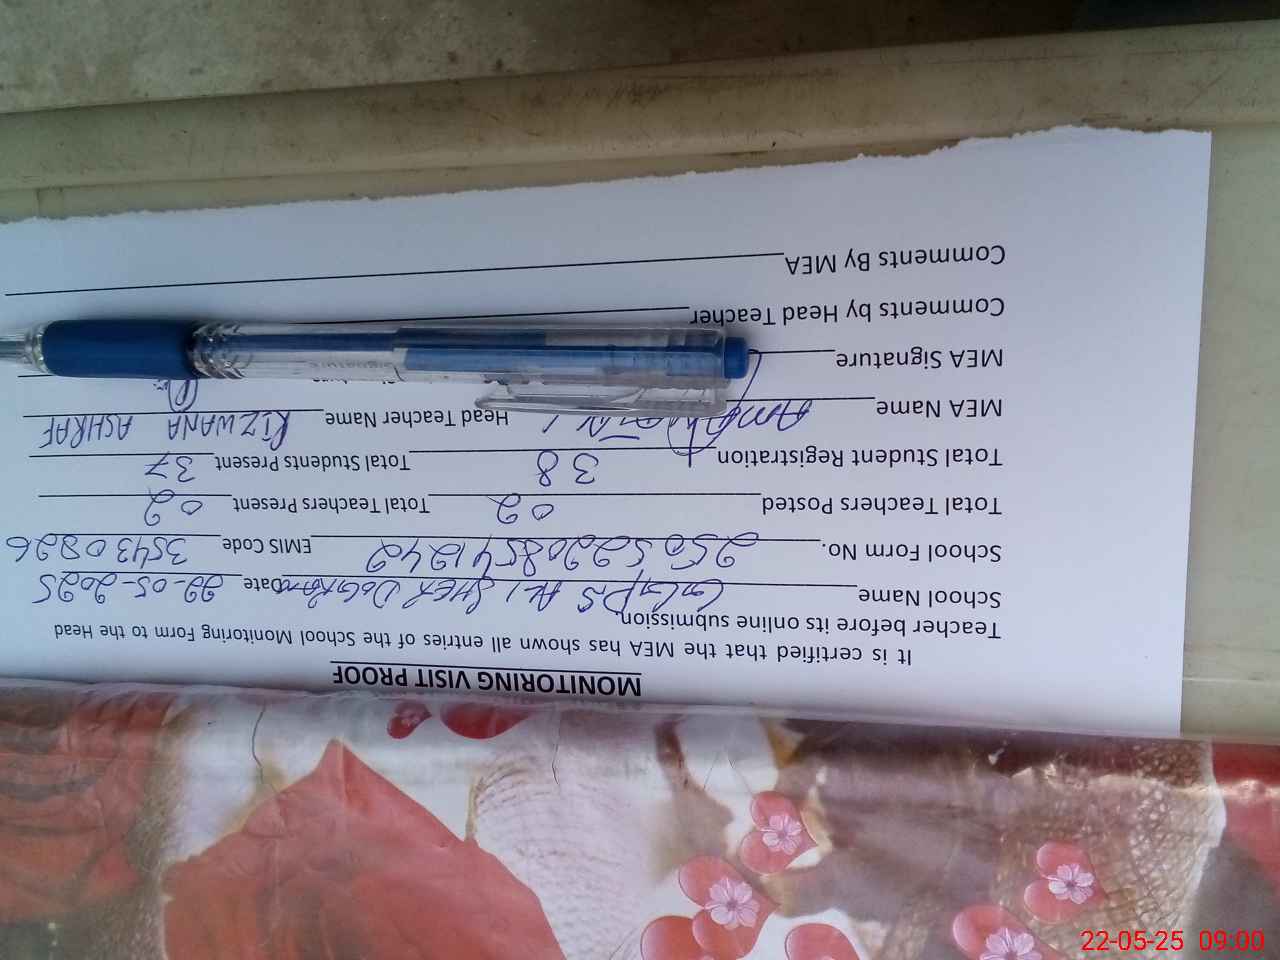 MONITORING VISIT PROOF
It is certified that the MEA has shown all entries of the School Monitoring Form to the Head
Teacher before its online submission.
School Name GGPS ALI SHER DOGRAN Date 22-05-2025
School Form No. 25052208541242 EMIS Code 35430826
Total Teachers Posted 02 Total Teachers Present 02
Total Student Registration 38 Total Students Present 37
MEA Name Head Teacher Name RIZWANA ASHRAF
MEA Signature Signature
Comments by Head Teacher
Comments By MEA
22-05-25 09:00